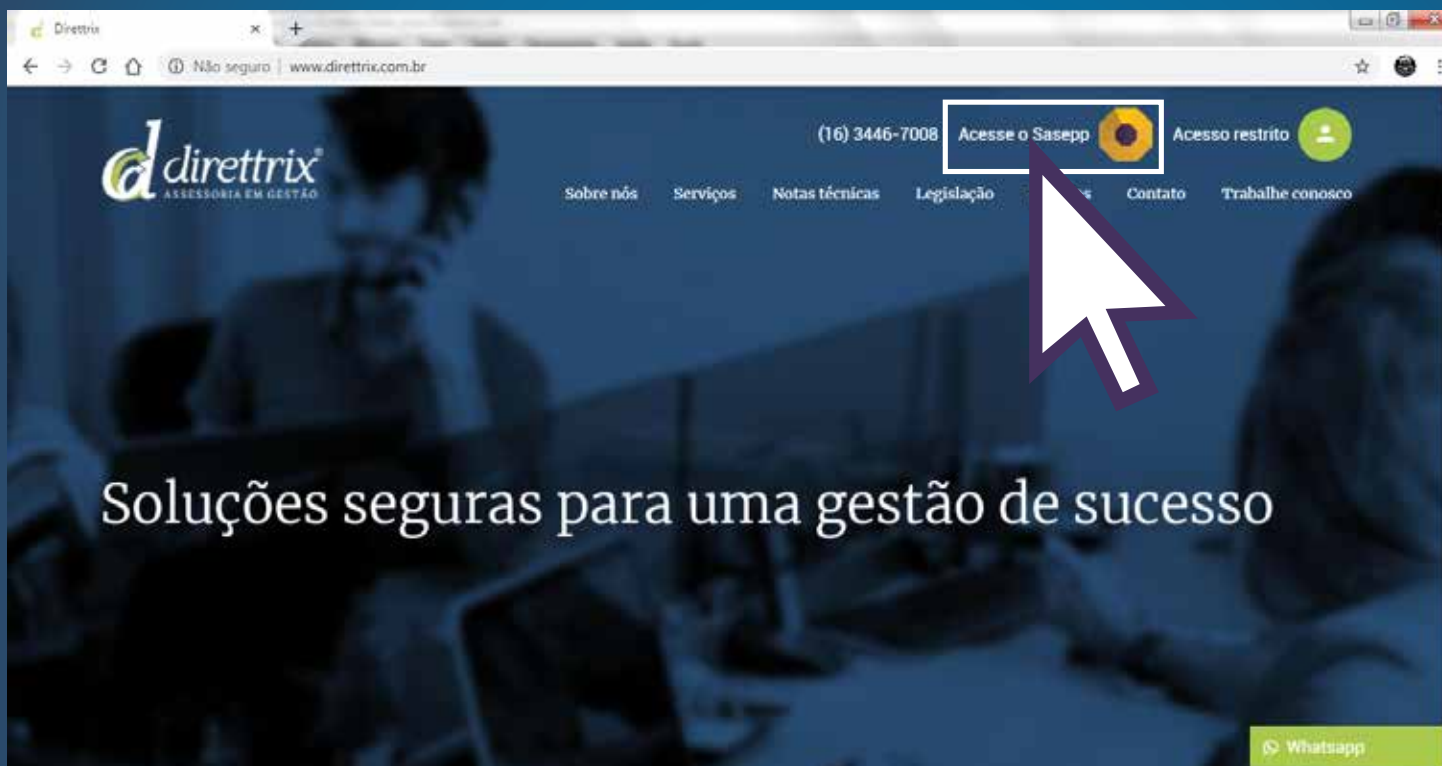 Direttrix
Não seguro | www.direttrix.com.br
(16) 3446-7008 Acesse o Sasepp Acesso restrito
direttrix®
ASSESSORIA EM GESTÃO
Sobre nós Serviços Notas técnicas Legislação Contato Trabalhe conosco
Soluções seguras para uma gestão de sucesso
Whatsapp